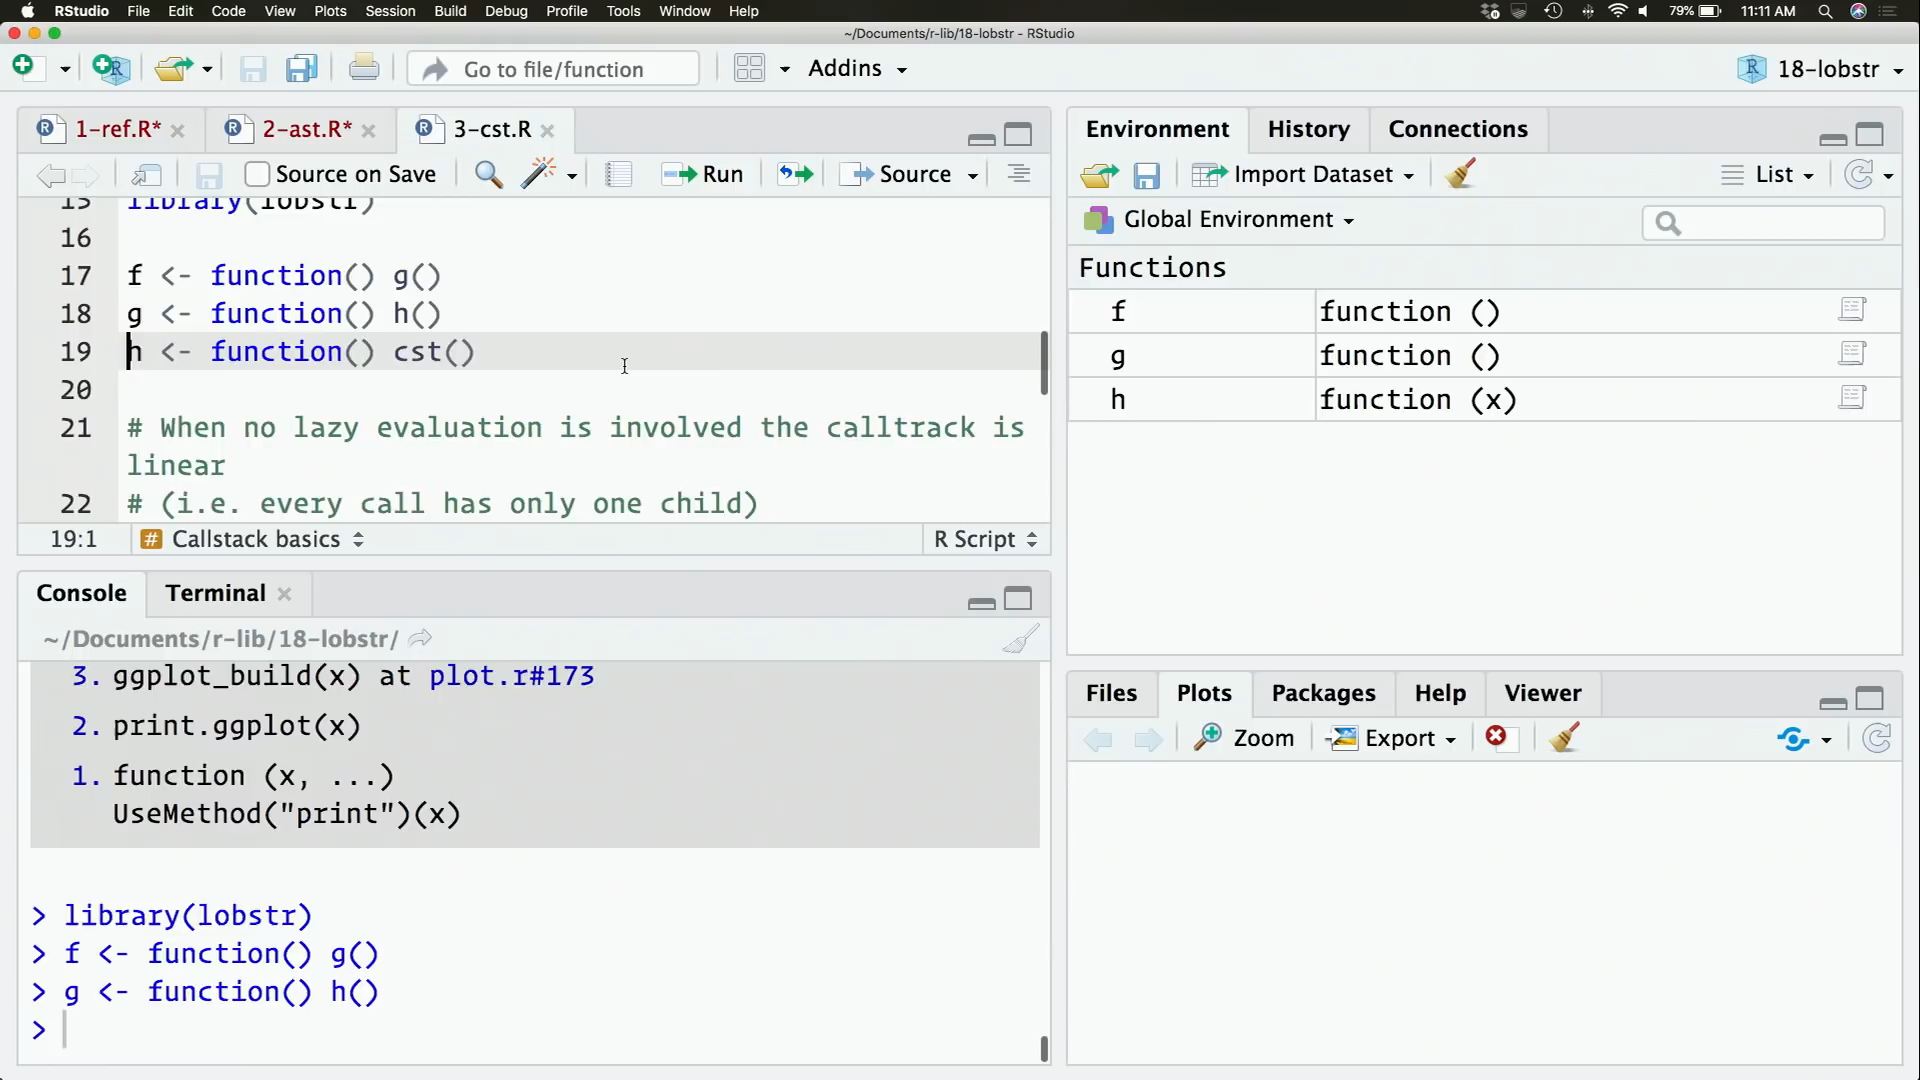 RStudio File Edit Code View Plots Session Build Debug Profile Tools Window Help 79% 11:11 AM
~/Documents/r-lib/18-lobstr - RStudio
Go to file/function Addins 18-lobstr
1-ref.R* 2-ast.R* 3-cst.R
Source on Save Run Source
15 library(lobstr)
16
17 f <- function() g()
18 g <- function() h()
19 h <- function() cst()
20
21 # When no lazy evaluation is involved the calltrack is
linear
22 # (i.e. every call has only one child)
19:1 # Callstack basics R Script
Console Terminal
~/Documents/r-lib/18-lobstr/
3. ggplot_build(x) at plot.r#173
2. print.ggplot(x)
1. function (x, ...)
UseMethod("print")(x)
> library(lobstr)
> f <- function() g()
> g <- function() h()
>
Environment History Connections
Import Dataset List
Global Environment
Functions
f function ()
g function ()
h function (x)
Files Plots Packages Help Viewer
Zoom Export